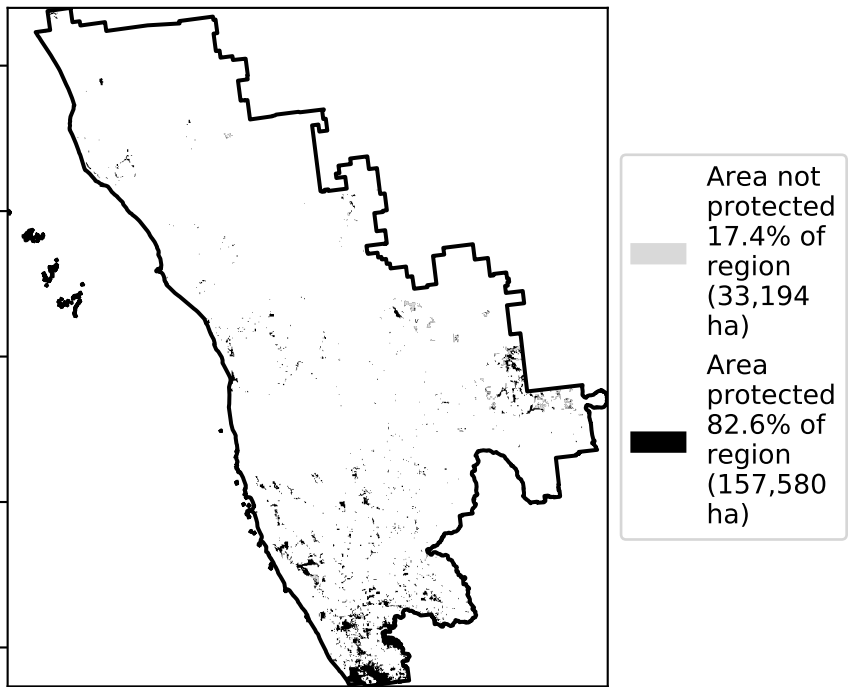 Area not
protected
17.4% of
region
(33,194
ha)
Area
protected
82.6% of
region
(157,580
ha)